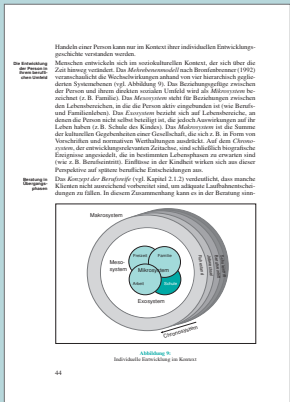 Handeln einer Person kann nur im Kontext ihrer individuellen Entwicklungs-
geschichte verstanden werden.
Die Entwicklung
der Person in
ihrem berufli-
chen Umfeld
Menschen entwickeln sich im soziokulturellen Kontext, der sich über die
Zeit hinweg verändert. Das Mehrebenenmodell nach Bronfenbrenner (1992)
veranschaulicht die Wechselwirkungen anhand von vier hierarchisch geglie-
derten Systemebenen (vgl. Abbildung 9). Das Beziehungsgeflige zwischen
der Person und ihrem direkten sozialen Umfeld wird als Mikrosystem be-
zeichnet (z. B. Familie). Das Mesosystem steht für Beziehungen zwischen
den Lebensbereichen, in die die Person aktiv eingebunden ist (wie Berufs-
und Familienleben). Das Exosystem bezieht sich auf Lebensbereiche, an
denen die Person nicht selbst beteiligt ist, die jedoch Auswirkungen auf ihr
Leben haben (z. B. Schule des Kindes). Das Makrosystem ist die Summe
der kulturellen Gegebenheiten einer Gesellschaft, die sich z. B. in Form von
Vorschriften und normativen Werthaltungen ausdrückt. Auf dem Chrono-
system, der entwicklungsrelevanten Zeitachse, sind schließlich biografische
Ereignisse angesiedelt, die in bestimmten Lebensphasen zu erwarten sind
(wie z. B. Berufseintritt). Einflüsse in der Kindheit wirken sich aus dieser
Perspektive auf spätere berufliche Entscheidungen aus.
Beratung in
Übergangs-
phasen
Das Konzept der Berufsreife (vgl. Kapitel 2.1.2) verdeutlicht, dass manche
Klienten nicht ausreichend vorbereitet sind, um adäquate Laufbahnentschei-
dungen zu fällen. In diesem Zusammenhang kann es in der Beratung sinn-
Makrosystem
Meso-
system
Freizeit
Familie
Mikrosystem
Arbeit
Schule
Exosystem
Chronosystem
Abbildung 9:
Individuelle Entwicklung im Kontext
44